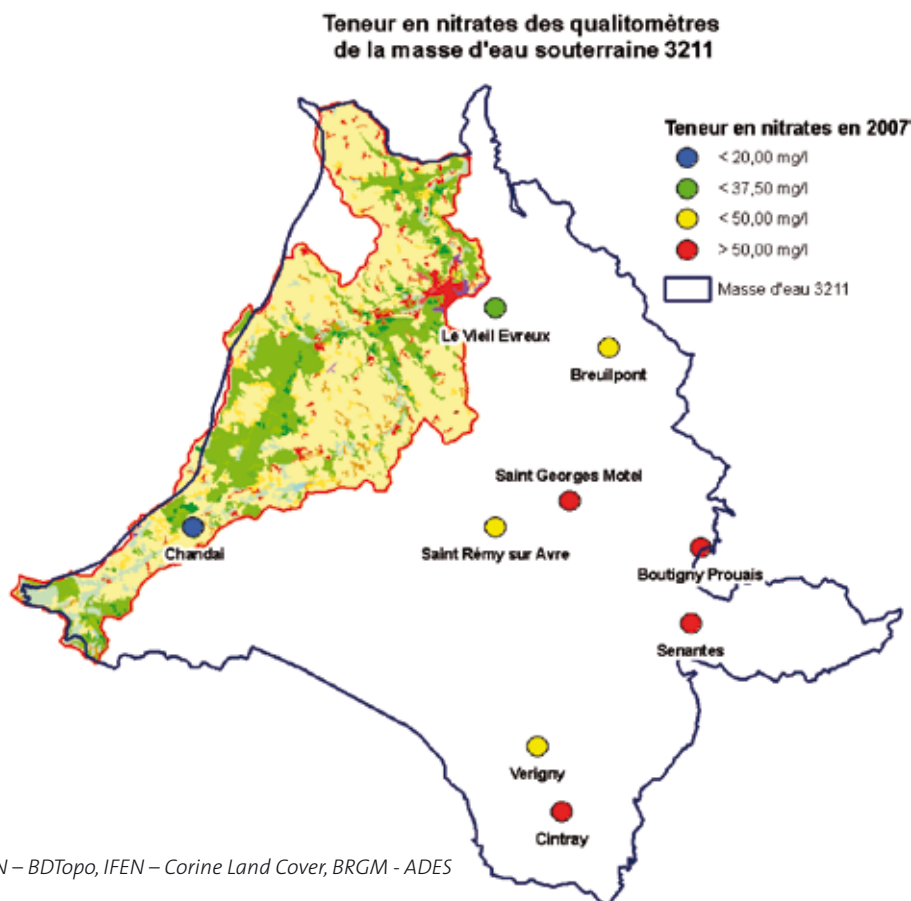 Teneur en nitrates des qualitomètres
de la masse d'eau souterraine 3211
Teneur en nitrates en 2007
< 20,00 mg/l
< 37,50 mg/l
< 50,00 mg/l
> 50,00 mg/l
Masse d'eau 3211
Le Vieil Evreux
Breuilpont
Saint Georges Motel
Chandai
Saint Rémy sur Avre
Boutigny Prouais
Senantes
Verigny
Cintray
N – BDTopo, IFEN – Corine Land Cover, BRGM - ADES